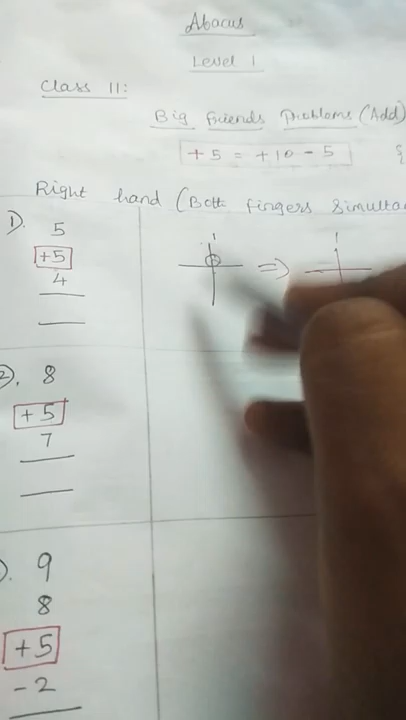 Abacus
Level 1
Class 11:
Big Friends Problems (Add)
+5 = +10 - 5
Right hand (Both fingers Simulta
1).
5
+5
4
2).
8
+5
7
).
9
8
+5
-2